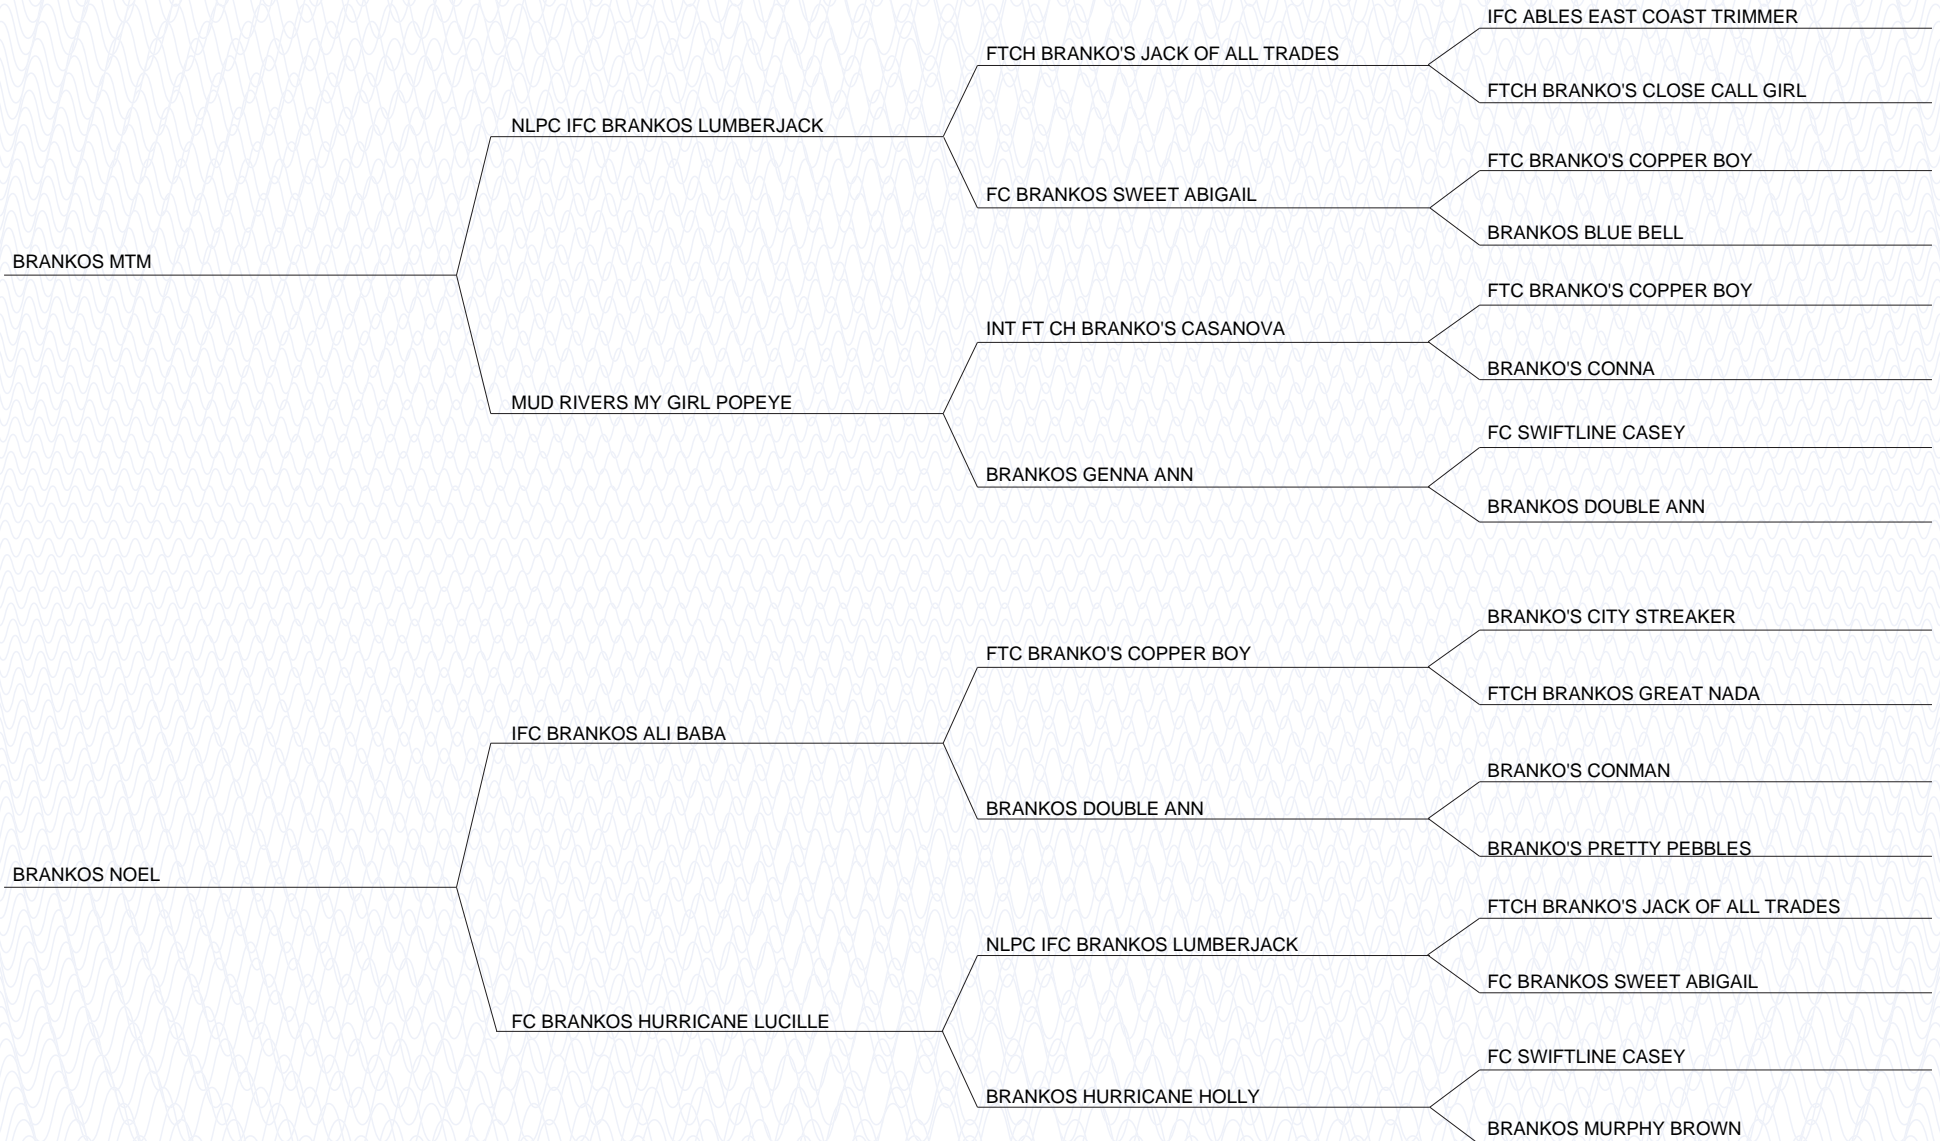 IFC ABLES EAST COAST TRIMMER
FTCH BRANKO'S JACK OF ALL TRADES
FTCH BRANKO'S CLOSE CALL GIRL
NLPC IFC BRANKOS LUMBERJACK
FTC BRANKO'S COPPER BOY
FC BRANKOS SWEET ABIGAIL
BRANKOS BLUE BELL
BRANKOS MTM
FTC BRANKO'S COPPER BOY
INT FT CH BRANKO'S CASANOVA
BRANKO'S CONNA
MUD RIVERS MY GIRL POPEYE
FC SWIFTLINE CASEY
BRANKOS GENNA ANN
BRANKOS DOUBLE ANN
BRANKO'S CITY STREAKER
FTC BRANKO'S COPPER BOY
FTCH BRANKOS GREAT NADA
IFC BRANKOS ALI BABA
BRANKO'S CONMAN
BRANKOS DOUBLE ANN
BRANKO'S PRETTY PEBBLES
BRANKOS NOEL
FTCH BRANKO'S JACK OF ALL TRADES
NLPC IFC BRANKOS LUMBERJACK
FC BRANKOS SWEET ABIGAIL
FC BRANKOS HURRICANE LUCILLE
FC SWIFTLINE CASEY
BRANKOS HURRICANE HOLLY
BRANKOS MURPHY BROWN